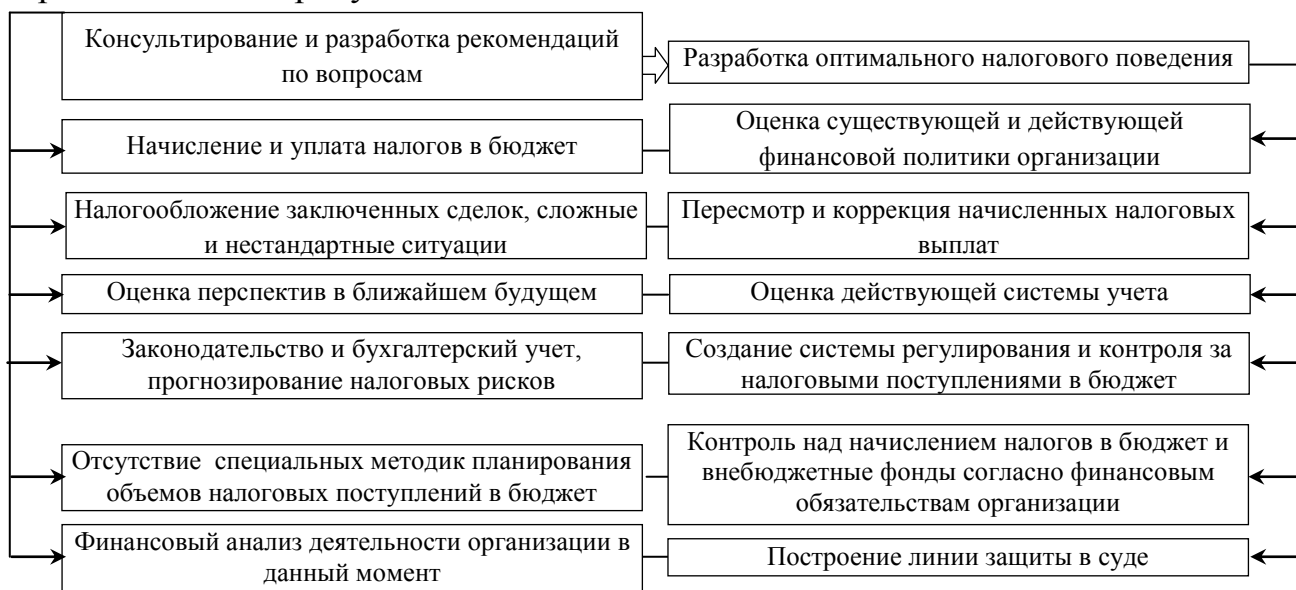 Консультирование и разработка рекомендаций
по вопросам
Разработка оптимального налогового поведения
Начисление и уплата налогов в бюджет
Оценка существующей и действующей
финансовой политики организации
Налогообложение заключенных сделок, сложные
и нестандартные ситуации
Пересмотр и коррекция начисленных налоговых
выплат
Оценка перспектив в ближайшем будущем
Оценка действующей системы учета
Законодательство и бухгалтерский учет,
прогнозирование налоговых рисков
Создание системы регулирования и контроля за
налоговыми поступлениями в бюджет
Отсутствие специальных методик планирования
объемов налоговых поступлений в бюджет
Контроль над начислением налогов в бюджет и
внебюджетные фонды согласно финансовым
обязательствам организации
Финансовый анализ деятельности организации в
данный момент
Построение линии защиты в суде